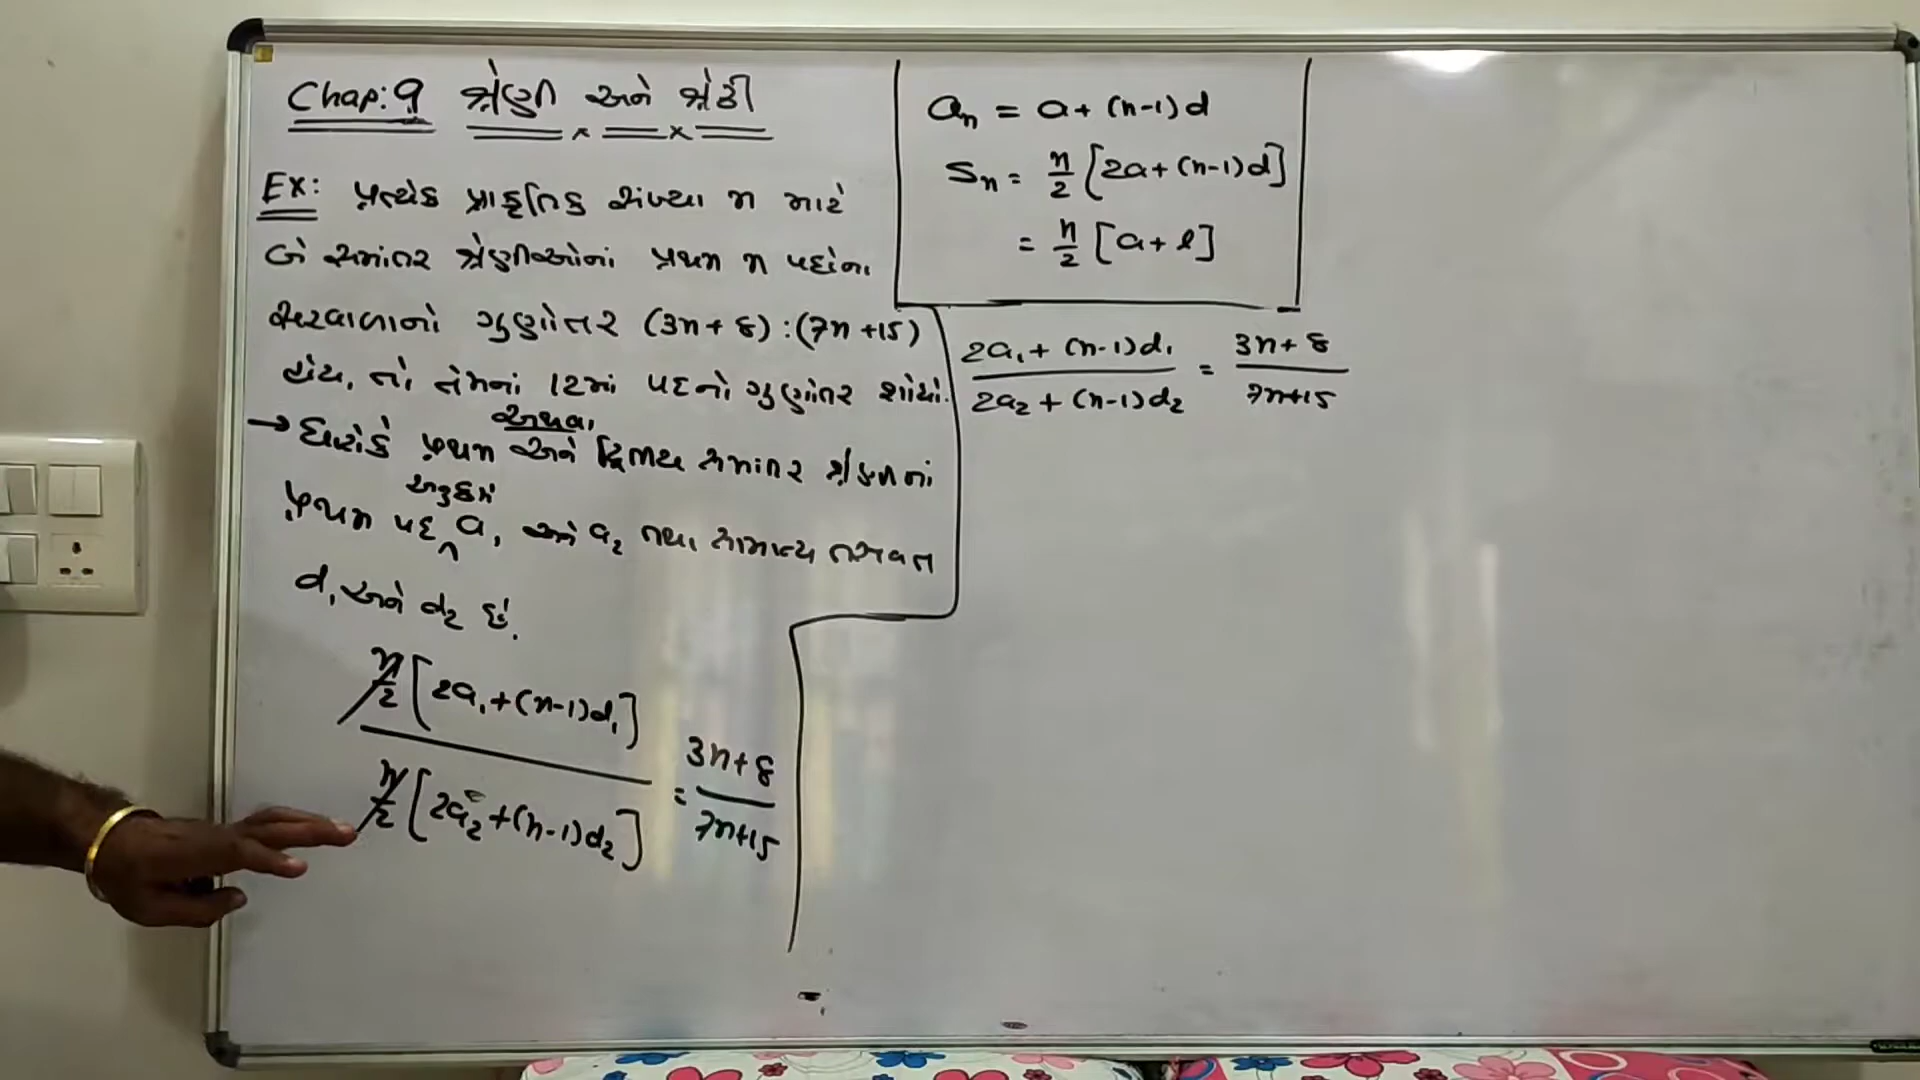 Chap: 9 શ્રેણી અને શ્રેઢી
Ex: પ્રત્યેક પ્રાકૃતિક સંખ્યા n માટે
બે સમાંતર શ્રેણીઓનાં પ્રથમ n પદોના
સરવાળાનો ગુણોત્તર (3n+8):(7n+15)
હોય, તો તેમનાં 12માં પદનો ગુણોત્તર શોધો.
અથવા
→ ધારોકે પ્રથમ અને દ્વિતીય સમાંતર શ્રેઢીનાં
અનુક્રમે
પ્રથમ પદ ^ a₁ અને a₂ તથા સામાન્ય તફાવત
d₁ અને d₂ છે.
n/2 [2a₁+(n-1)d₁]
n/2 [2a₂+(n-1)d₂]
= 3n+8
7n+15
aₙ = a+(n-1)d
Sₙ = n/2 [2a+(n-1)d]
= n/2 [a+l]
2a₁+(n-1)d₁ = 3n+8
2a₂+(n-1)d₂ 7n+15